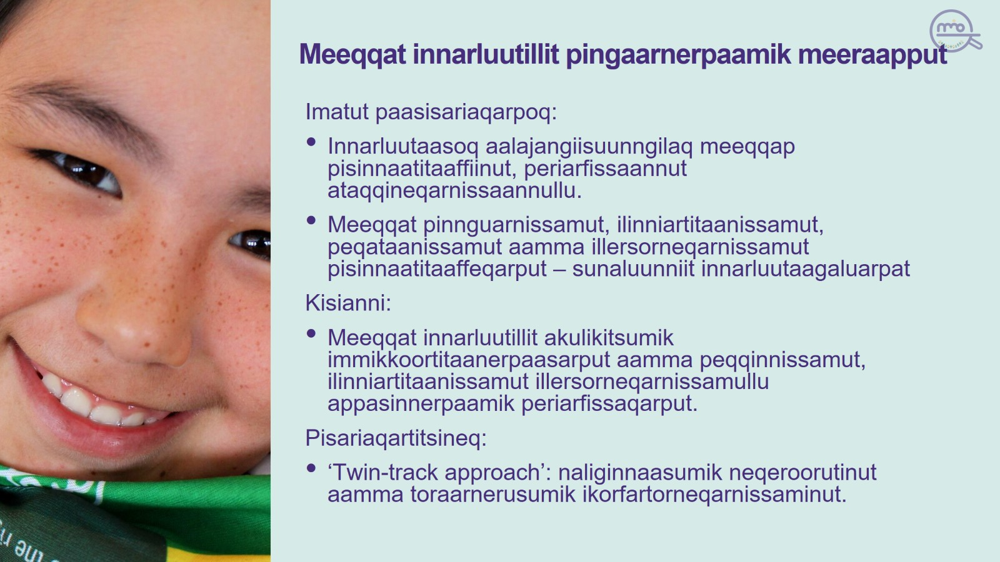 Meeqqat innarluutillit pingaarnerpaamik meeraapput
Imatut paasisariaqarpoq:
• Innarluutaasoq aalajangiisuunngilaq meeqqap
pisinnaatitaaffiinut, periarfissaannut
ataqqineqarnissaannullu.
• Meeqqat pinnguarnissamut, ilinniartitaanissamut,
peqataanissamut aamma illersorneqarnissamut
pisinnaatitaaffeqarput – sunaluunniit innarluutaagaluarpat
Kisianni:
• Meeqqat innarluutillit akulikitsumik
immikkoortitaanerpaasarput aamma peqqinnissamut,
ilinniartitaanissamut illersorneqarnissamullu
appasinnerpaamik periarfissaqarput.
Pisariaqartitsineq:
• ‘Twin-track approach’: naliginnaasumik neqeroorutinut
aamma toraarnerusumik ikorfartorneqarnissaminut.
the